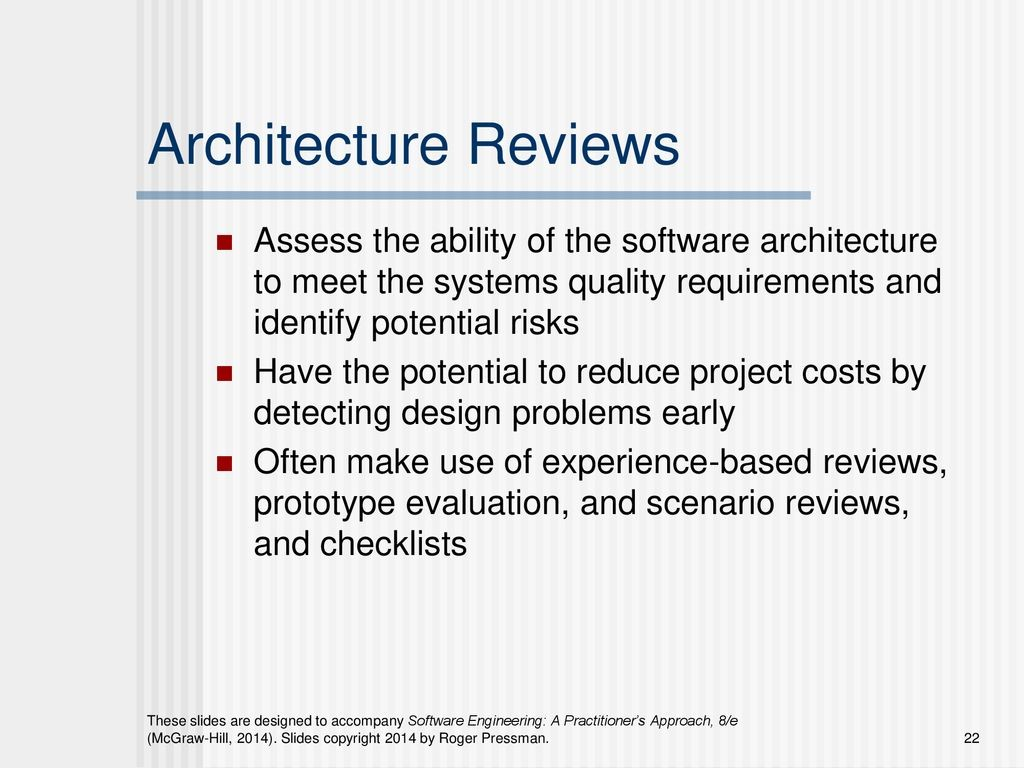 Architecture Reviews
Assess the ability of the software architecture
to meet the systems quality requirements and
identify potential risks
Have the potential to reduce project costs by
detecting design problems early
Often make use of experience-based reviews,
prototype evaluation, and scenario reviews,
and checklists
These slides are designed to accompany Software Engineering: A Practitioner’s Approach, 8/e
(McGraw-Hill, 2014). Slides copyright 2014 by Roger Pressman.
22